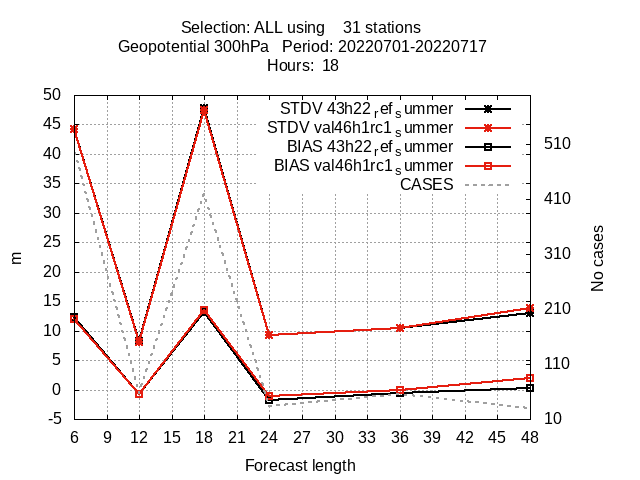 Selection: ALL using    31 stations
Geopotential 300hPa   Period: 20220701-20220717
Hours:  18
STDV 43h22_ref_summer
STDV val46h1rc1_summer
BIAS 43h22_ref_summer
BIAS val46h1rc1_summer
CASES
50
45
40
35
30
25
20
15
10
5
0
-5
m
510
410
310
210
110
10
No cases
6 9 12 15 18 21 24 27 30 33 36 39 42 45 48
Forecast length